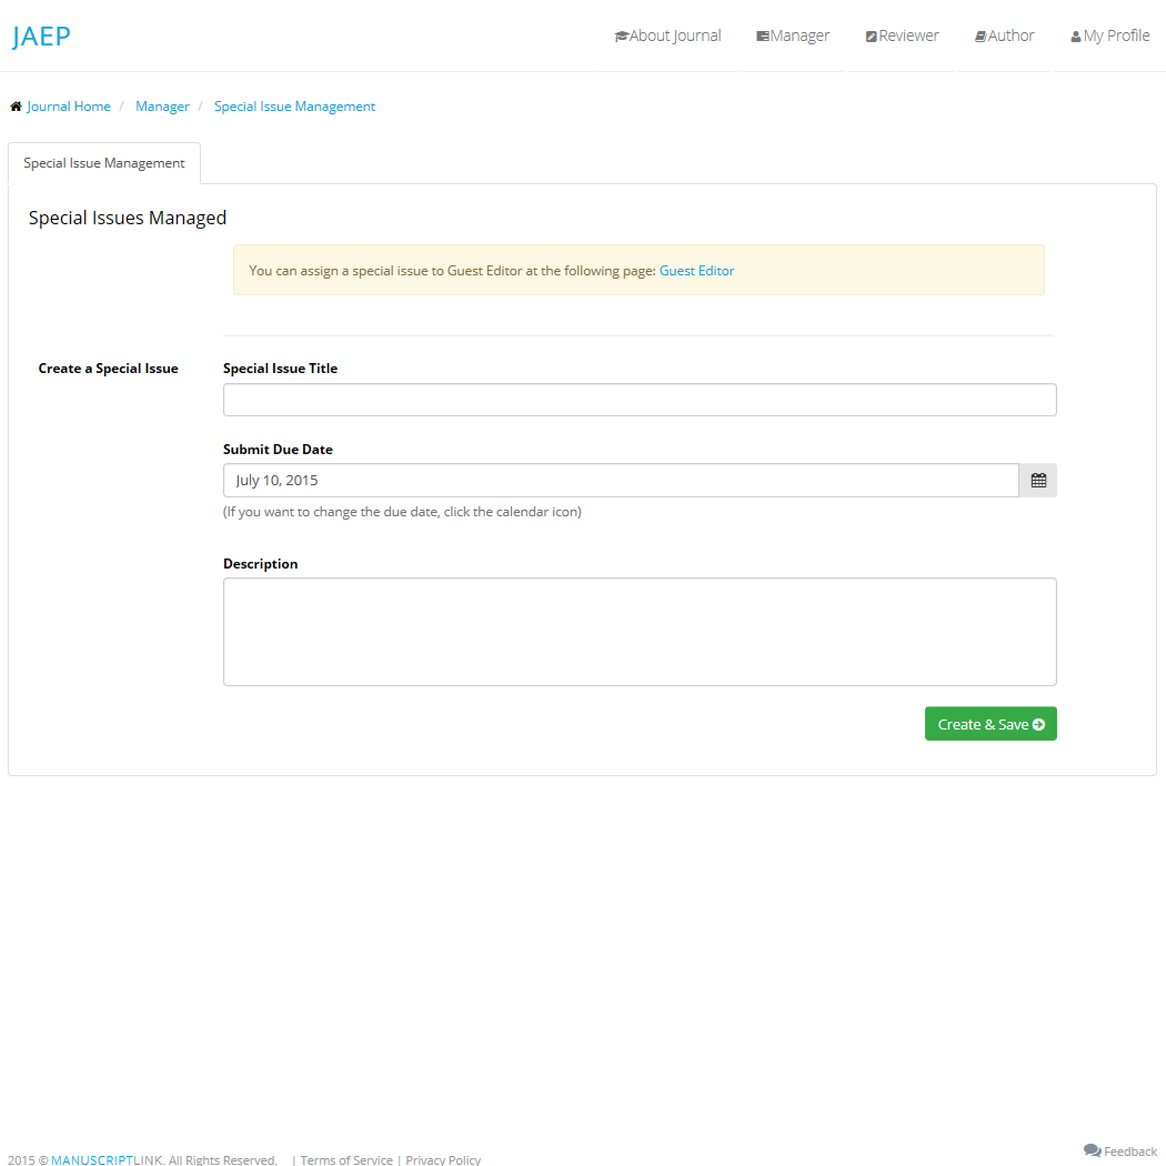 JAEP
About Journal Manager Reviewer Author My Profile
Journal Home / Manager / Special Issue Management
Special Issue Management
Special Issues Managed
You can assign a special issue to Guest Editor at the following page: Guest Editor
Create a Special Issue
Special Issue Title
Submit Due Date
July 10, 2015
(If you want to change the due date, click the calendar icon)
Description
Create & Save
Feedback
2015 © MANUSCRIPTLINK. All Rights Reserved. | Terms of Service | Privacy Policy